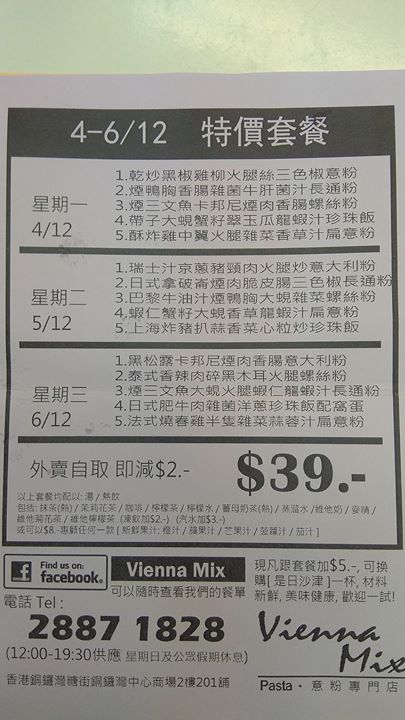 4-6/12 特價套餐
星期一
4/12
1.乾炒黑椒雞柳火腿絲三色椒意粉
2.煙鴨胸香腸雜菌牛肝菌汁長通粉
3.煙三文魚卡邦尼煙肉香腸螺絲粉
4.帶子大蜆蟹籽翠玉瓜龍蝦汁珍珠飯
5.酥炸雞中翼火腿雜菜香草汁扁意粉
星期二
5/12
1.瑞士汁京蔥豬頸肉火腿炒意大利粉
2.日式拿破崙煙肉脆皮腸三色椒長通粉
3.巴黎牛油汁煙鴨胸大蜆雜菜螺絲粉
4.蝦仁蟹籽大蜆香草龍蝦汁扁意粉
5.上海炸豬扒蒜香菜心粒炒珍珠飯
星期三
6/12
1.黑松露卡邦尼煙肉香腸意大利粉
2.泰式香辣肉碎黑木耳火腿螺絲粉
3.煙三文魚大蜆火腿蝦仁龍蝦汁長通粉
4.日式肥牛肉雜菌洋蔥珍珠飯配窩蛋
5.法式燒春雞半隻雜菜蒜蓉汁扁意粉
外賣自取 即減$2.-
$39.-
以上套餐均配以: 湯 / 熱飲
包括: 抹茶(熱) / 茉莉花茶 / 咖啡 / 檸檬茶 / 檸檬水 / 薑母奶茶(熱) / 蒸溜水 / 維他奶 / 麥精 /
維他菊花茶 / 維他檸檬茶 (凍飲加$2.-) (汽水加$3.-)
或可以$8.-惠顧任何一款 [ 新鮮果汁: 橙汁 / 蘋果汁 / 芒果汁 / 菠蘿汁 / 茄汁 ]
Find us on:
facebook.
Vienna Mix
可以隨時查看我們的餐單
現凡跟套餐加$5.-, 可換
購[ 是日沙津 ]一杯, 材料
新鮮, 美味健康, 歡迎一試!
電話 Tel :
2887 1828
(12:00-19:30供應 星期日及公眾假期休息)
香港銅鑼灣糖街銅鑼灣中心商場2樓201舖
Vienna
Mix
Pasta · 意粉專門店